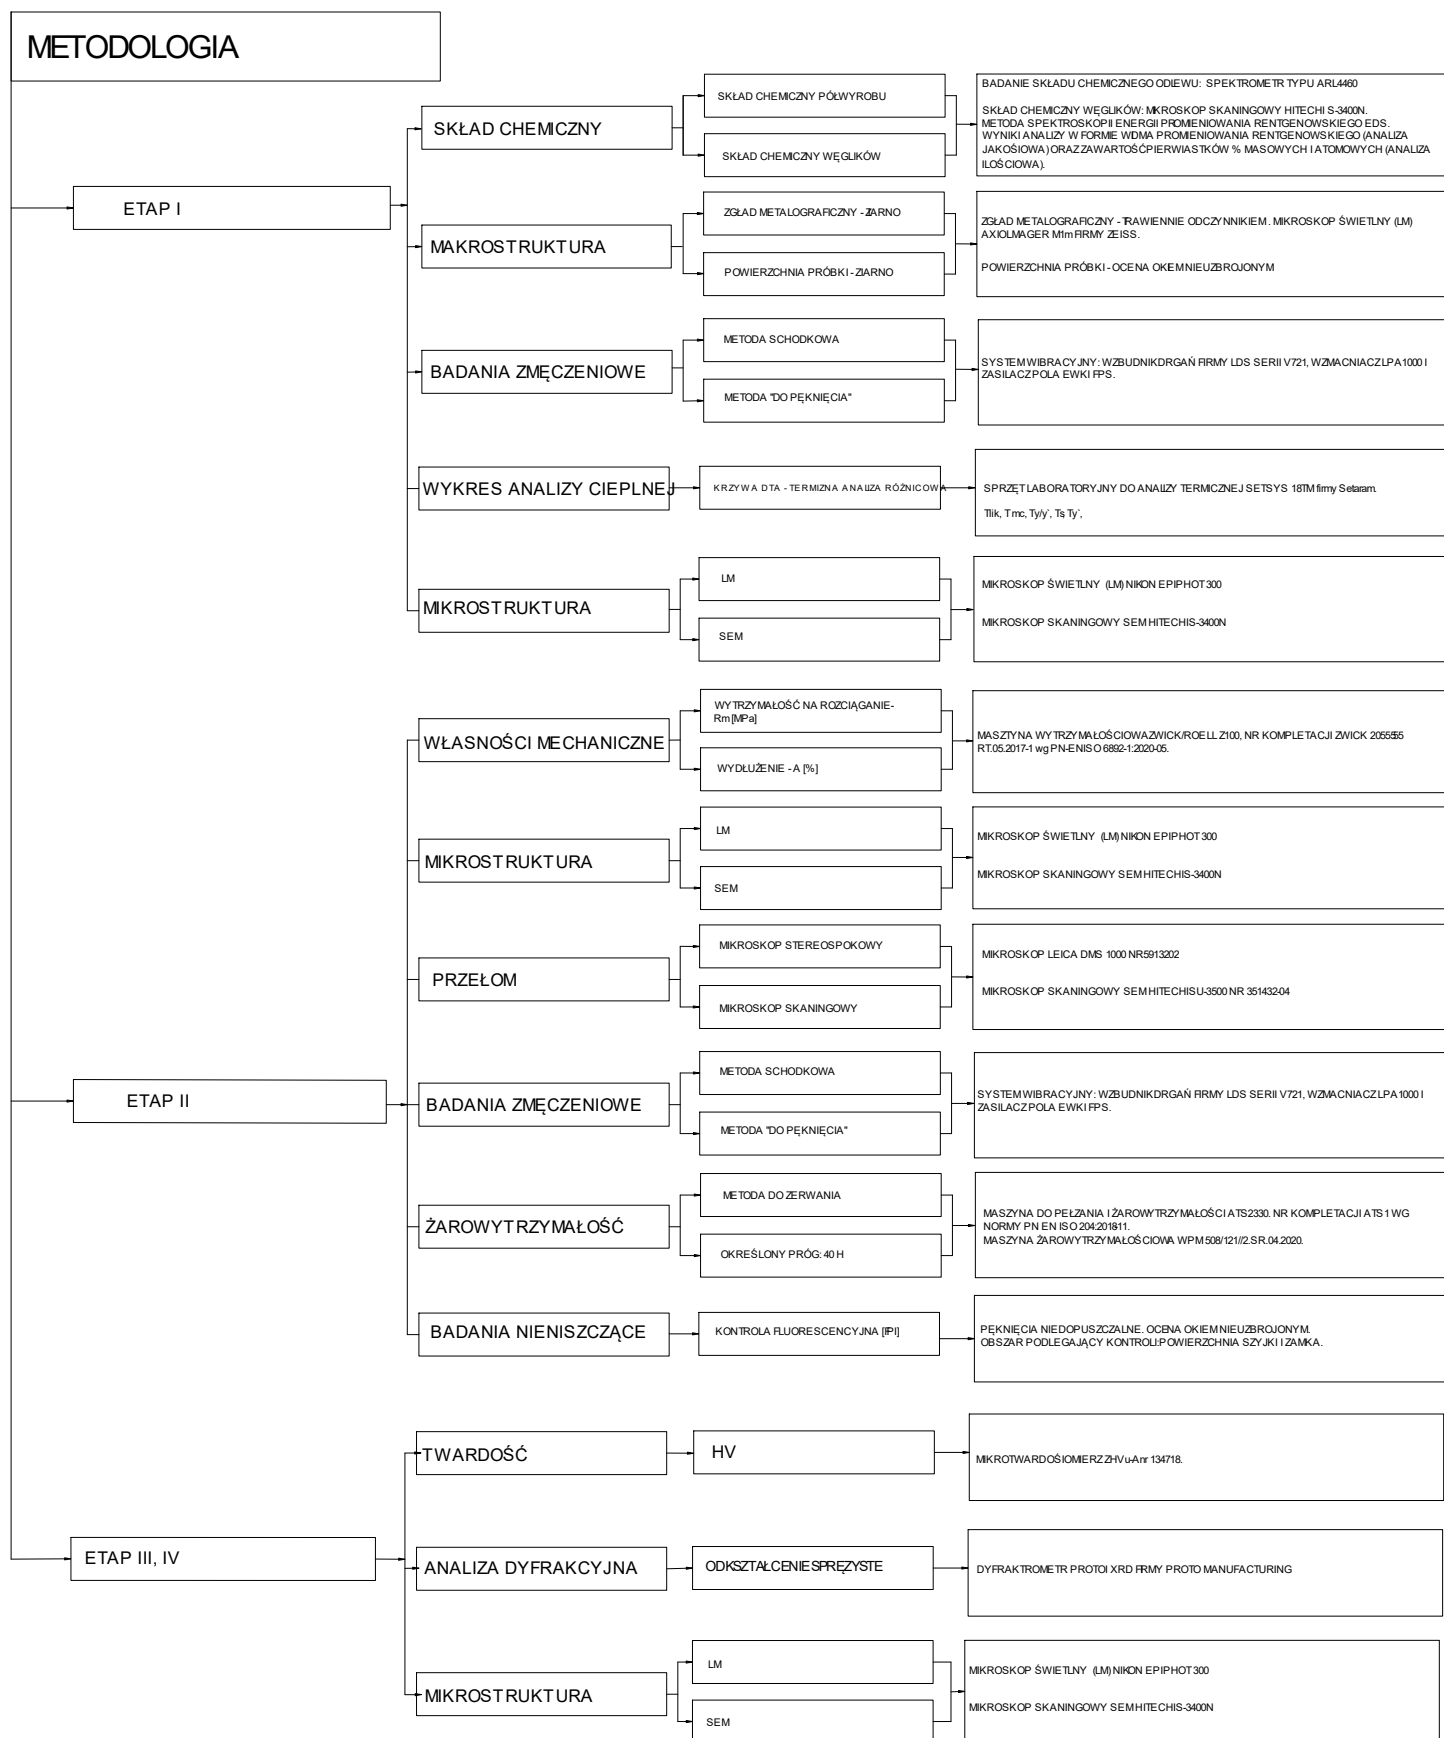 METODOLOGIA
ETAP I
SKŁAD CHEMICZNY
SKŁAD CHEMICZNY PÓŁWYROBU
SKŁAD CHEMICZNY WĘGLIKÓW
BADANIE SKŁADU CHEMICZNEGO ODLEWU: SPEKTROMETR TYPU ARL4460
SKŁAD CHEMICZNY WĘGLIKÓW: MIKROSKOP SKANINGOWY HITECHI S-3400N.
METODA SPEKTROSKOPII ENERGII PROMIENIOWANIA RENTGENOWSKIEGO EDS.
WYNIKI ANALIZY W FORMIE WDMA PROMIENIOWANIA RENTGENOWSKIEGO (ANALIZA
JAKOŚIOWA) ORAZ ZAWARTOŚĆ PIERWIASTKÓW % MASOWYCH I ATOMOWYCH (ANALIZA
ILOŚCIOWA).
MAKROSTRUKTURA
ZGŁAD METALOGRAFICZNY - ZIARNO
POWIERZCHNIA PRÓBKI - ZIARNO
ZGŁAD METALOGRAFICZNY - TRAWIENNIE ODCZYNNIKIEM. MIKROSKOP ŚWIETLNY (LM)
AXIOLMAGER M1m FIRMY ZEISS.
POWIERZCHNIA PRÓBKI - OCENA OKIEM NIEUZBROJONYM
BADANIA ZMĘCZENIOWE
METODA SCHODKOWA
METODA "DO PĘKNIĘCIA"
SYSTEM WIBRACYJNY: WZBUDNIK DRGAŃ FIRMY LDS SERII V721, WZMACNIACZ LPA1000 I
ZASILACZ POLA EWKI FPS.
WYKRES ANALIZY CIEPLNEJ
KRZYWA DTA - TERMIZNA ANALIZA RÓŻNICOWA
SPRZĘT LABORATORYJNY DO ANALIZY TERMICZNEJ SETSYS 18TM firmy Setaram.
Tlik, Tmc, Ty/y`, Ts, Ty`,
MIKROSTRUKTURA
LM
SEM
MIKROSKOP ŚWIETLNY (LM) NIKON EPIPHOT 300
MIKROSKOP SKANINGOWY SEM HITECHI S-3400N
ETAP II
WŁASNOŚCI MECHANICZNE
WYTRZYMAŁOŚĆ NA ROZCIĄGANIE-
Rm [MPa]
WYDŁUŻENIE - A [%]
MASZTYNA WYTRZYMAŁOŚCIOWA ZWICK/ROELL Z100, NR KOMPLETACJI ZWICK 205555
RT.05.2017-1 wg PN-EN ISO 6892-1:2020-05.
MIKROSTRUKTURA
LM
SEM
MIKROSKOP ŚWIETLNY (LM) NIKON EPIPHOT 300
MIKROSKOP SKANINGOWY SEM HITECHI S-3400N
PRZEŁOM
MIKROSKOP STEREOSPOKOWY
MIKROSKOP SKANINGOWY
MIKROSKOP LEICA DMS 1000 NR 5913202
MIKROSKOP SKANINGOWY SEM HITECHI SU-3500 NR 351432-04
BADANIA ZMĘCZENIOWE
METODA SCHODKOWA
METODA "DO PĘKNIĘCIA"
SYSTEM WIBRACYJNY: WZBUDNIK DRGAŃ FIRMY LDS SERII V721, WZMACNIACZ LPA1000 I
ZASILACZ POLA EWKI FPS.
ŻAROWYTRZYMAŁOŚĆ
METODA DO ZERWANIA
OKREŚLONY PRÓG: 40 H
MASZYNA DO PEŁZANIA I ŻAROWYTRZYMAŁOŚCI ATS2330. NR KOMPLETACJI ATS 1 WG
NORMY PN EN ISO 204:2018-11.
MASZYNA ŻAROWYTRZYMAŁOŚCIOWA WPM 508/121//2.SR.04.2020.
BADANIA NIENISZCZĄCE
KONTROLA FLUORESCENCYJNA [FPI]
PĘKNIĘCIA NIEDOPUSZCZALNE. OCENA OKIEM NIEUZBROJONYM.
OBSZAR PODLEGAJĄCY KONTROLI: POWIERZCHNIA SZYJKI I ZAMKA.
ETAP III, IV
TWARDOŚĆ
HV
MIKROTWARDOŚIOMIERZ ZHVu-A nr 134718.
ANALIZA DYFRAKCYJNA
ODKSZTAŁCENIE SPRĘZYSTE
DYFRAKTROMETR PROTO I XRD FIRMY PROTO MANUFACTURING
MIKROSTRUKTURA
LM
SEM
MIKROSKOP ŚWIETLNY (LM) NIKON EPIPHOT 300
MIKROSKOP SKANINGOWY SEM HITECHI S-3400N